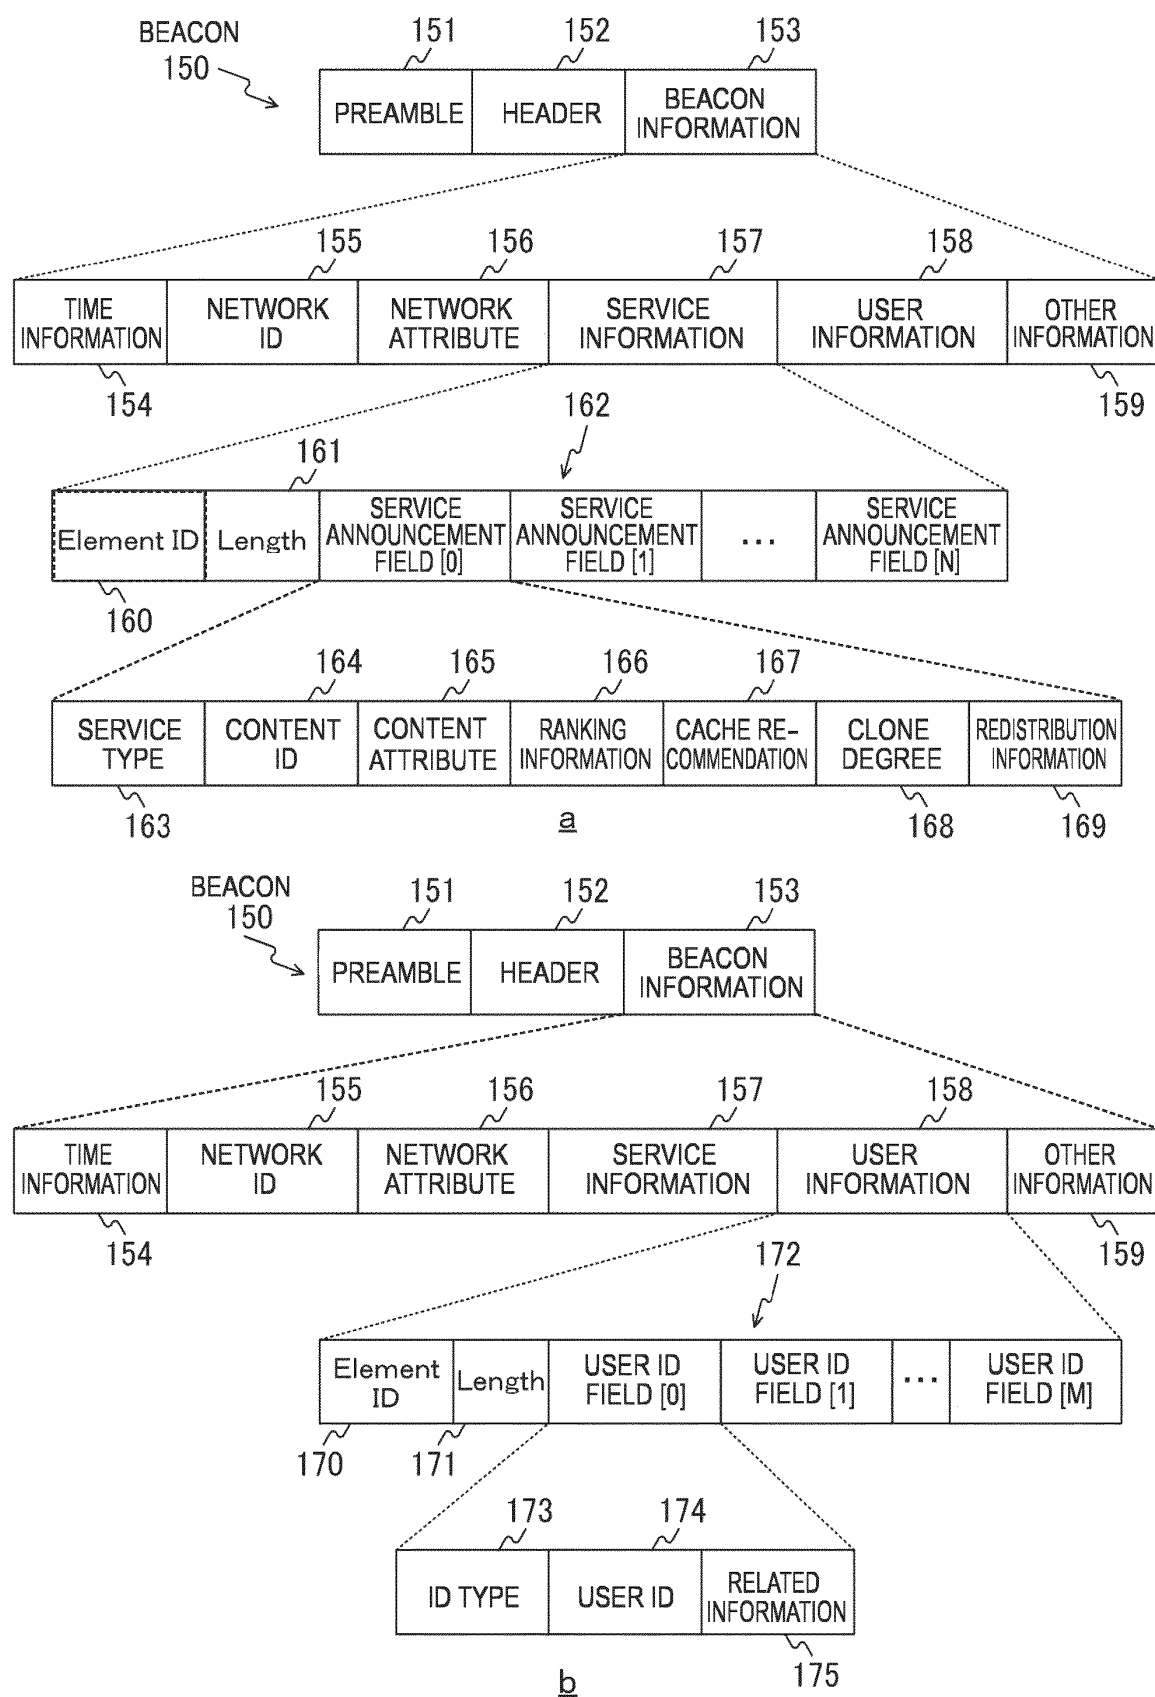 BEACON
150
151
152
153
PREAMBLE
HEADER
BEACON
INFORMATION
155
156
157
158
TIME
INFORMATION
NETWORK
ID
NETWORK
ATTRIBUTE
SERVICE
INFORMATION
USER
INFORMATION
OTHER
INFORMATION
154
159
161
162
Element ID
Length
SERVICE
ANNOUNCEMENT
FIELD [0]
SERVICE
ANNOUNCEMENT
FIELD [1]
...
SERVICE
ANNOUNCEMENT
FIELD [N]
160
164
165
166
167
SERVICE
TYPE
CONTENT
ID
CONTENT
ATTRIBUTE
RANKING
INFORMATION
CACHE RE-
COMMENDATION
CLONE
DEGREE
REDISTRIBUTION
INFORMATION
163
168
169
a
BEACON
150
151
152
153
PREAMBLE
HEADER
BEACON
INFORMATION
155
156
157
158
TIME
INFORMATION
NETWORK
ID
NETWORK
ATTRIBUTE
SERVICE
INFORMATION
USER
INFORMATION
OTHER
INFORMATION
154
159
172
Element
ID
Length
USER ID
FIELD [0]
USER ID
FIELD [1]
...
USER ID
FIELD [M]
170
171
173
174
ID TYPE
USER ID
RELATED
INFORMATION
175
b